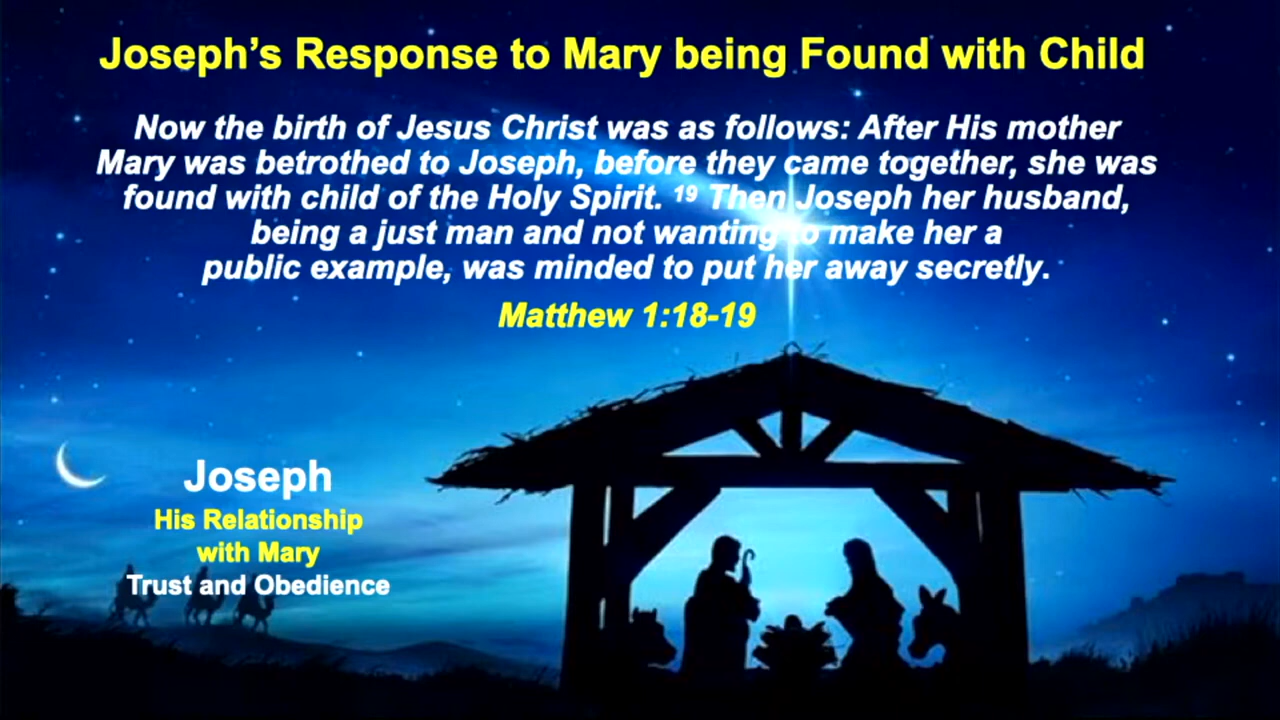 Joseph’s Response to Mary being Found with Child
Now the birth of Jesus Christ was as follows: After His mother
Mary was betrothed to Joseph, before they came together, she was
found with child of the Holy Spirit. ¹⁹ Then Joseph her husband,
being a just man and not wanting to make her a
public example, was minded to put her away secretly.
Matthew 1:18-19
Joseph
His Relationship
with Mary
Trust and Obedience